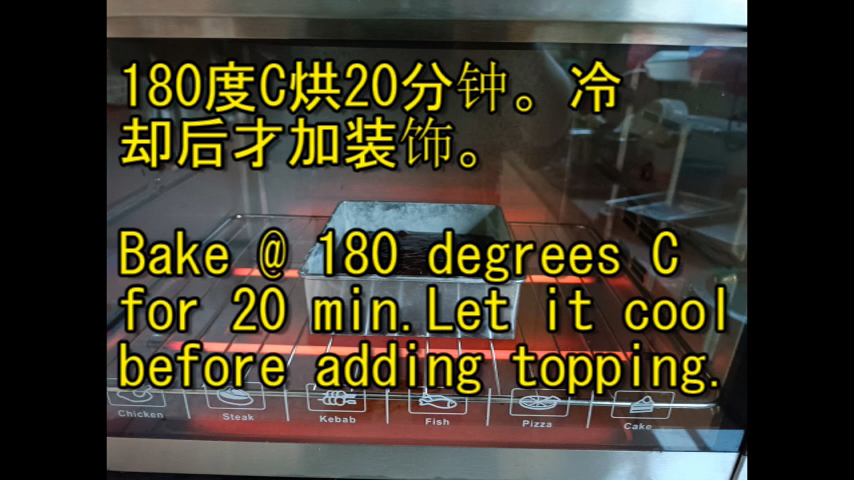 180度C烘20分钟。冷
却后才加装饰。
Bake @ 180 degrees C
for 20 min.Let it cool
before adding topping.
Chicken
Steak
Kebab
Fish
Pizza
Cake